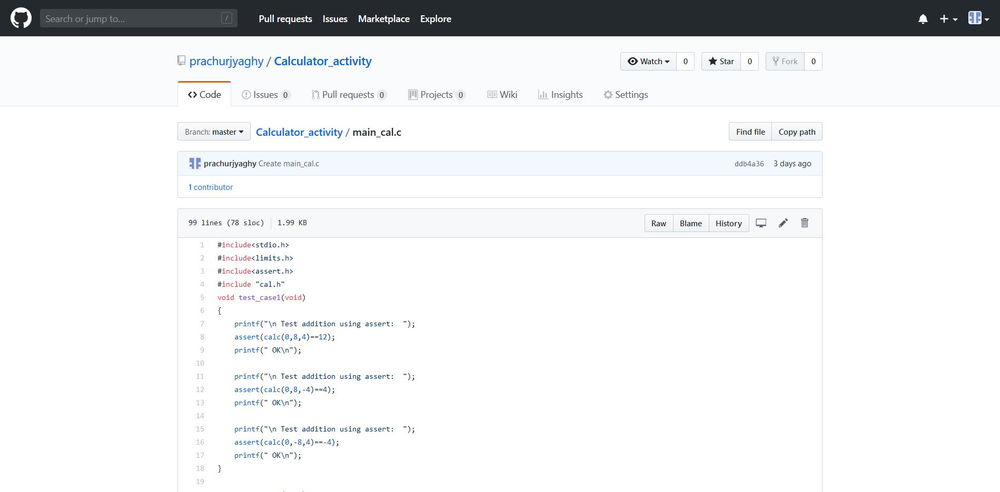 Search or jump to... /
Pull requests Issues Marketplace Explore
prachurjyaghy / Calculator_activity
Watch 0 Star 0 Fork 0
Code Issues 0 Pull requests 0 Projects 0 Wiki Insights Settings
Branch: master Calculator_activity / main_cal.c Find file Copy path
prachurjyaghy Create main_cal.c ddb4a36 3 days ago
1 contributor
99 lines (78 sloc) 1.99 KB Raw Blame History
1 #include<stdio.h>
2 #include<limits.h>
3 #include<assert.h>
4 #include "cal.h"
5 void test_case1(void)
6 {
7 printf("\n Test addition using assert:  ");
8 assert(calc(0,8,4)==12);
9 printf(" OK\n");
10
11 printf("\n Test addition using assert:  ");
12 assert(calc(0,8,-4)==4);
13 printf(" OK\n");
14
15 printf("\n Test addition using assert:  ");
16 assert(calc(0,-8,4)==-4);
17 printf(" OK\n");
18 }
19